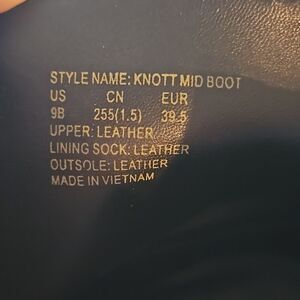 STYLE NAME: KNOTT MID BOOT
US CN EUR
9B 255(1.5) 39.5
UPPER: LEATHER
LINING SOCK: LEATHER
OUTSOLE: LEATHER
MADE IN VIETNAM